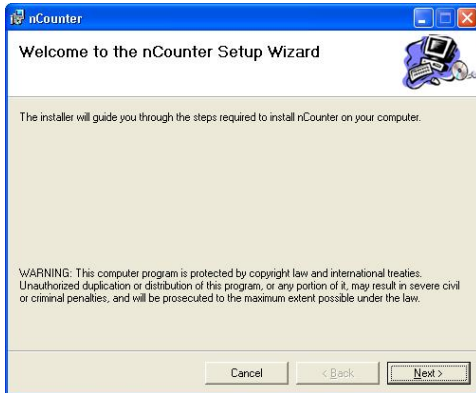 nCounter
Welcome to the nCounter Setup Wizard
The installer will guide you through the steps required to install nCounter on your computer.
WARNING: This computer program is protected by copyright law and international treaties.
Unauthorized duplication or distribution of this program, or any portion of it, may result in severe civil
or criminal penalties, and will be prosecuted to the maximum extent possible under the law.
Cancel
< Back
Next >